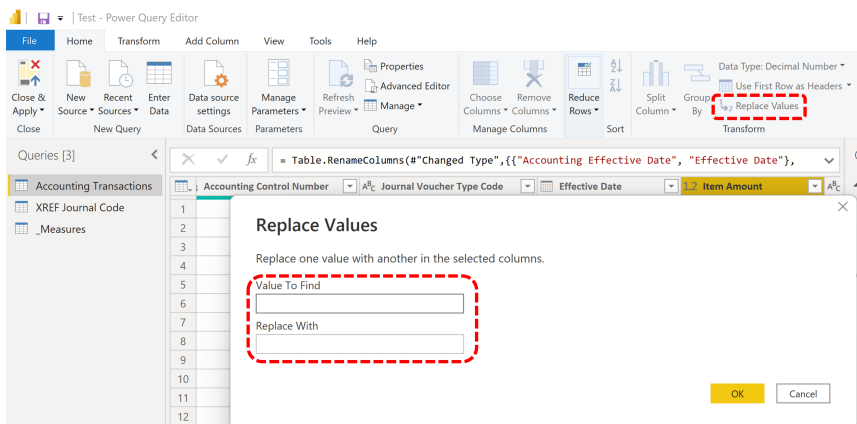 Test - Power Query Editor
File Home Transform Add Column View Tools Help
Close & Apply
New Source
Recent Sources
Enter Data
Data source settings
Manage Parameters
Refresh Preview
Properties
Advanced Editor
Manage
Choose Columns
Remove Columns
Reduce Rows
Split Column
Group By
Data Type: Decimal Number
Use First Row as Headers
Replace Values
Close New Query Data Sources Parameters Query Manage Columns Sort Transform
Queries [3]
fx = Table.RenameColumns(#"Changed Type",{{"Accounting Effective Date", "Effective Date"},
Accounting Transactions
XREF Journal Code
_Measures
Accounting Control Number ABC Journal Voucher Type Code Effective Date 1.2 Item Amount ABC
1
2
3
4
5
6
7
8
9
10
11
12
Replace Values
Replace one value with another in the selected columns.
Value To Find
Replace With
OK Cancel